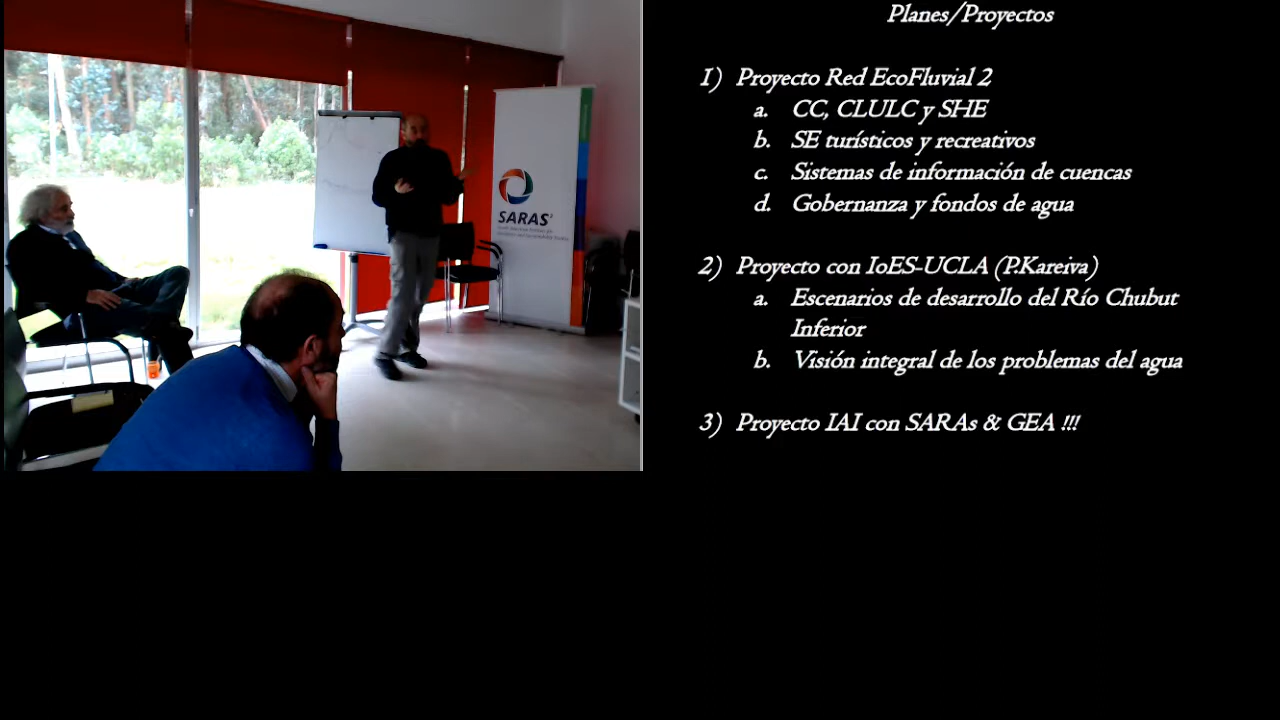 SARAS²
Planes/Proyectos
1) Proyecto Red EcoFluvial 2
a. CC, CLULC y SHE
b. SE turísticos y recreativos
c. Sistemas de información de cuencas
d. Gobernanza y fondos de agua
2) Proyecto con IoES-UCLA (P.Kareiva)
a. Escenarios de desarrollo del Río Chubut
Inferior
b. Visión integral de los problemas del agua
3) Proyecto IAI con SARAs & GEA !!!